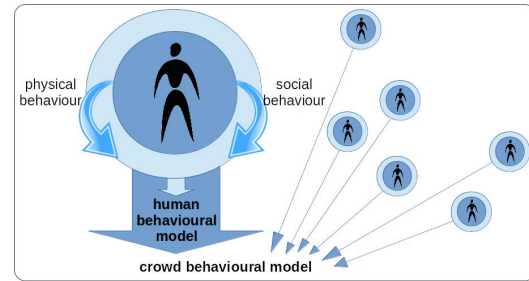 physical
behaviour
social
behaviour
human
behavioural
model
crowd behavioural model